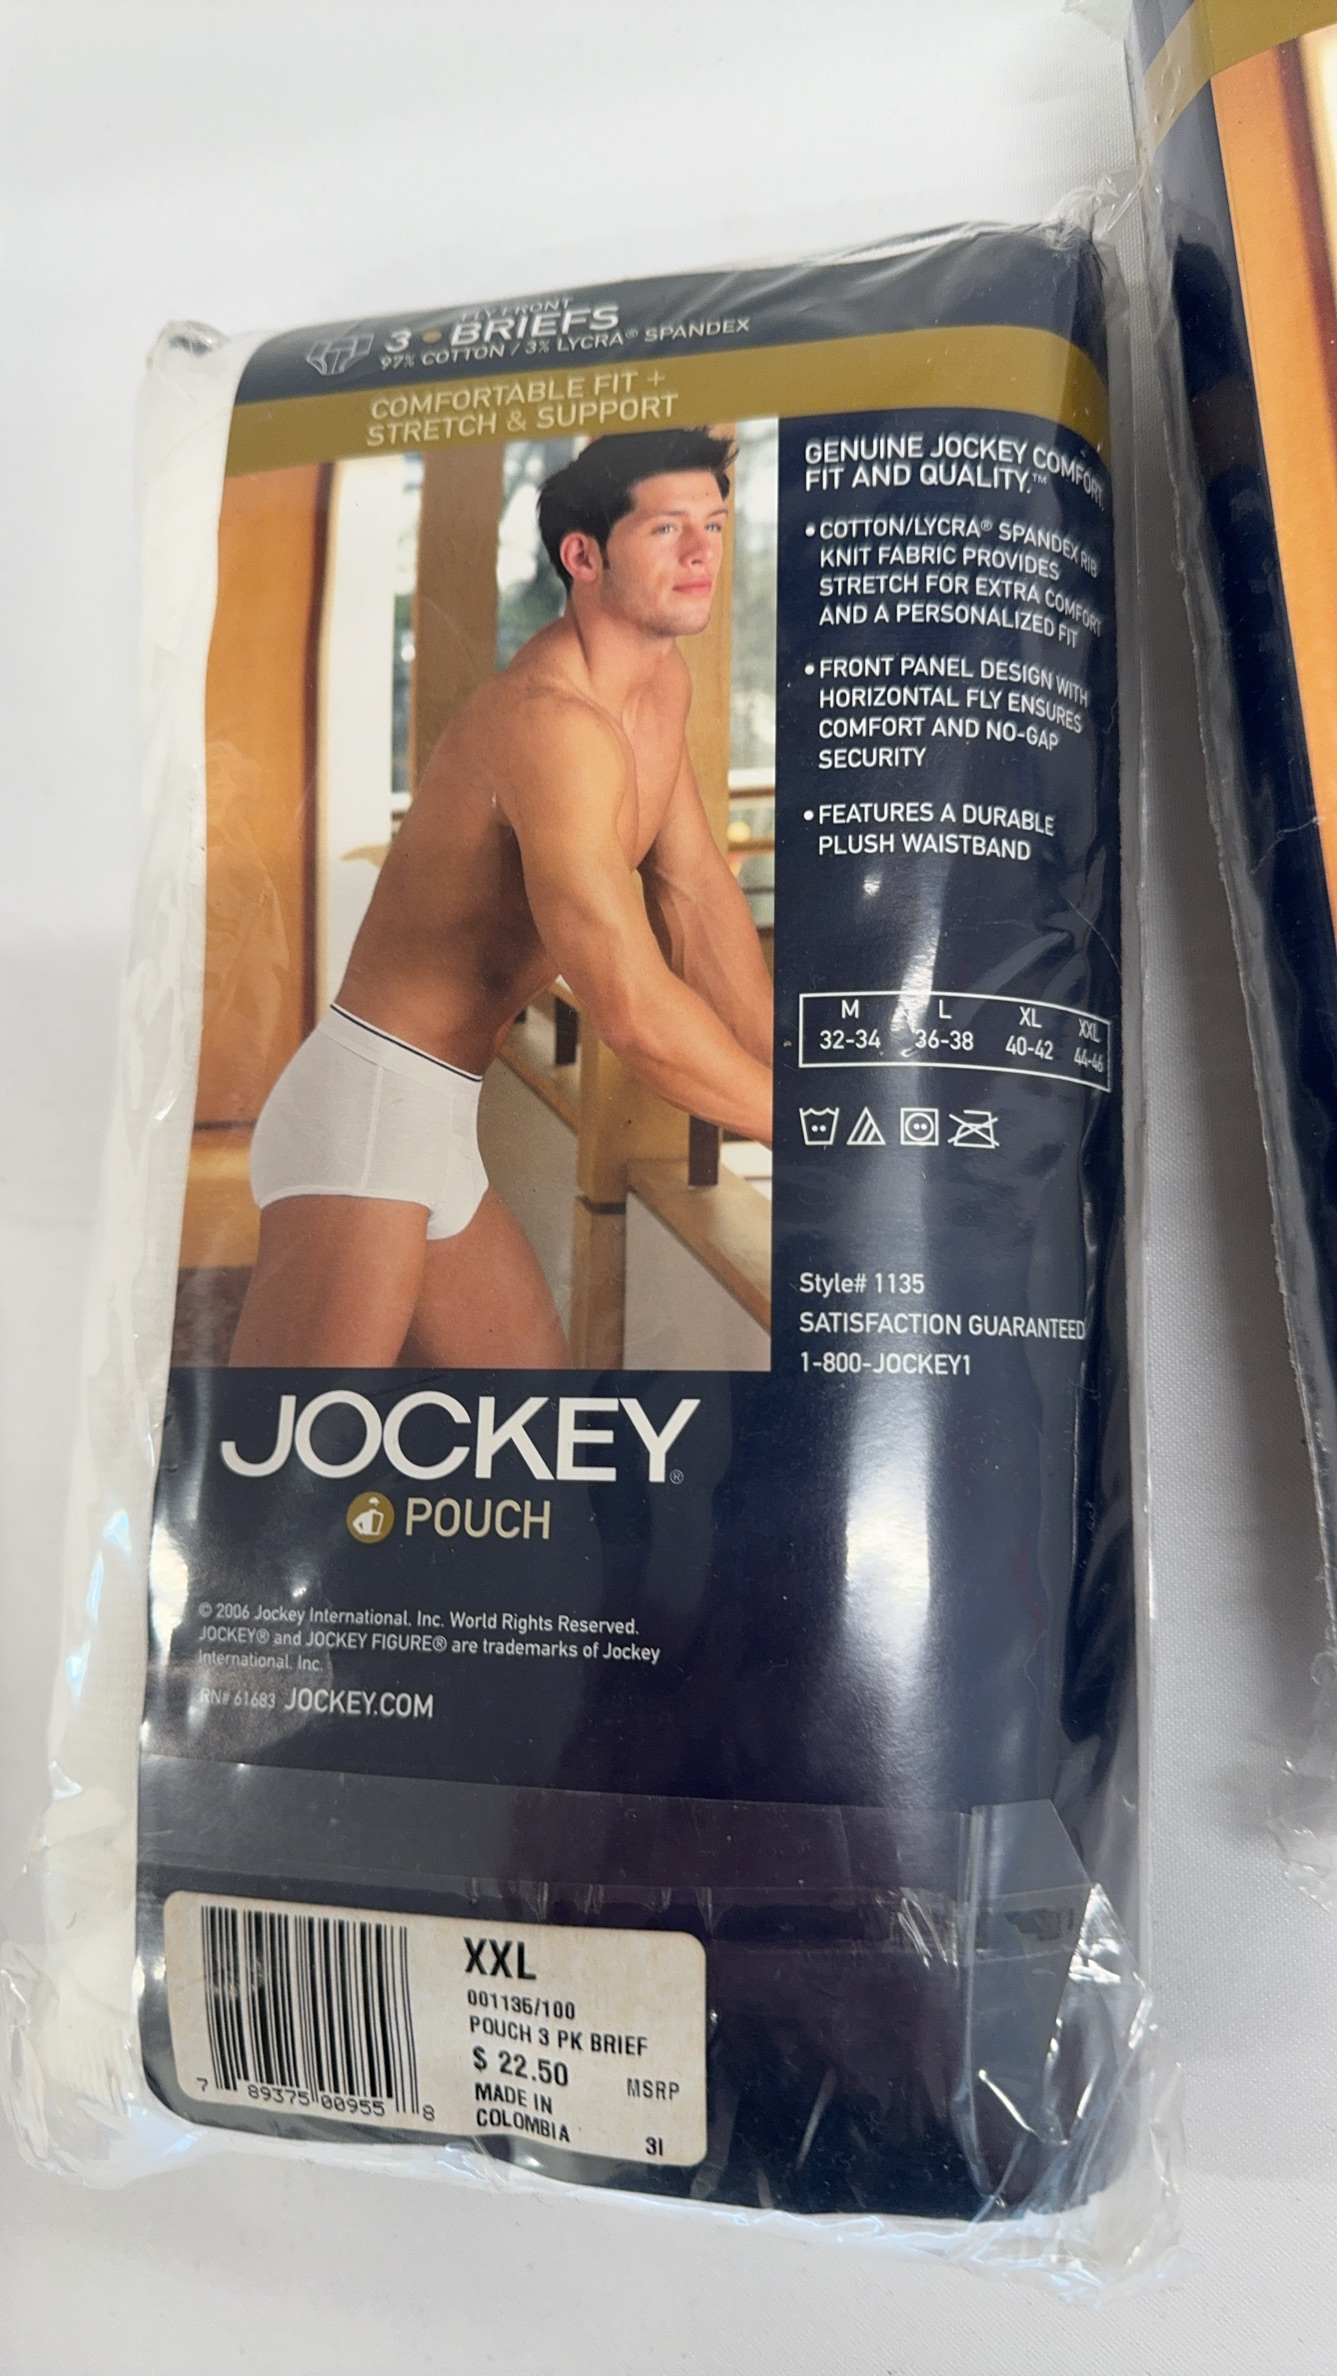 FLY FRONT
3 • BRIEFS
97% COTTON / 3% LYCRA® SPANDEX
COMFORTABLE FIT +
STRETCH & SUPPORT
GENUINE JOCKEY COMFORT
FIT AND QUALITY.™
• COTTON/LYCRA® SPANDEX RIB
KNIT FABRIC PROVIDES
STRETCH FOR EXTRA COMFORT
AND A PERSONALIZED FIT
• FRONT PANEL DESIGN WITH
HORIZONTAL FLY ENSURES
COMFORT AND NO-GAP
SECURITY
• FEATURES A DURABLE
PLUSH WAISTBAND
M L XL XXL
32-34 36-38 40-42 44-46
Style# 1135
SATISFACTION GUARANTEED
1-800-JOCKEY1
JOCKEY®
POUCH
© 2006 Jockey International, Inc. World Rights Reserved.
JOCKEY® and JOCKEY FIGURE® are trademarks of Jockey
International, Inc.
RN# 61683 JOCKEY.COM
XXL
001135/100
POUCH 3 PK BRIEF
$ 22.50 MSRP
MADE IN
COLOMBIA
3I
7 89375 00955 8